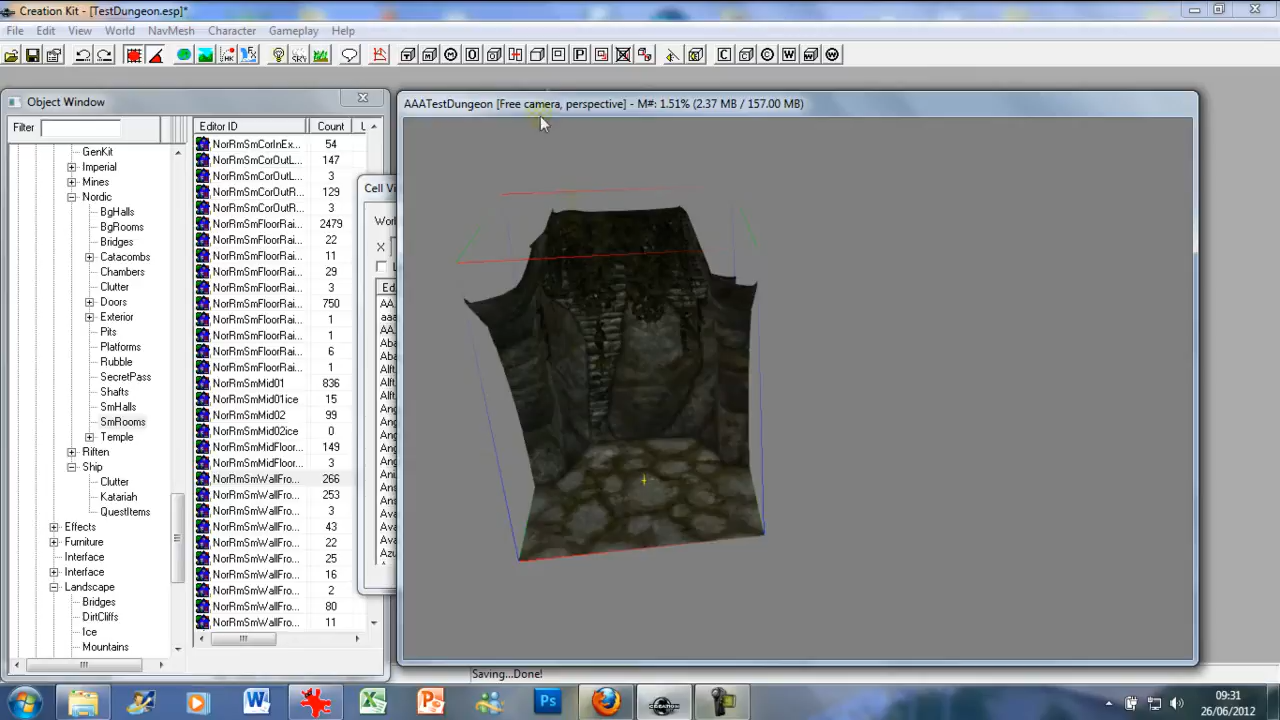 Creation Kit - [TestDungeon.esp]*
File Edit View World NavMesh Character Gameplay Help
Object Window
Filter
GenKit
Imperial
Mines
Nordic
BgHalls
BgRooms
Bridges
Catacombs
Chambers
Clutter
Doors
Exterior
Pits
Platforms
Rubble
SecretPass
Shafts
SmHalls
SmRooms
Temple
Riften
Ship
Clutter
Katariah
QuestItems
Effects
Furniture
Interface
Interface
Landscape
Bridges
DirtCliffs
Ice
Mountains
Editor ID Count
NorRmSmCorInEx... 54
NorRmSmCorOutL... 147
NorRmSmCorOutL... 3
NorRmSmCorOutR... 129
NorRmSmCorOutR... 3
NorRmSmFloorRai... 2479
NorRmSmFloorRai... 22
NorRmSmFloorRai... 11
NorRmSmFloorRai... 29
NorRmSmFloorRai... 3
NorRmSmFloorRai... 750
NorRmSmFloorRai... 1
NorRmSmFloorRai... 1
NorRmSmFloorRai... 6
NorRmSmFloorRai... 1
NorRmSmMid01 836
NorRmSmMid01ice 15
NorRmSmMid02 99
NorRmSmMid02ice 0
NorRmSmMidFloor... 149
NorRmSmMidFloor... 3
NorRmSmWallFro... 266
NorRmSmWallFro... 253
NorRmSmWallFro... 3
NorRmSmWallFro... 43
NorRmSmWallFro... 22
NorRmSmWallFro... 25
NorRmSmWallFro... 16
NorRmSmWallFro... 2
NorRmSmWallFro... 80
NorRmSmWallFro... 11
Cell Vi
Worl
X
AAATestDungeon [Free camera, perspective] - M#: 1.51% (2.37 MB / 157.00 MB)
Saving...Done!
09:31
26/06/2012